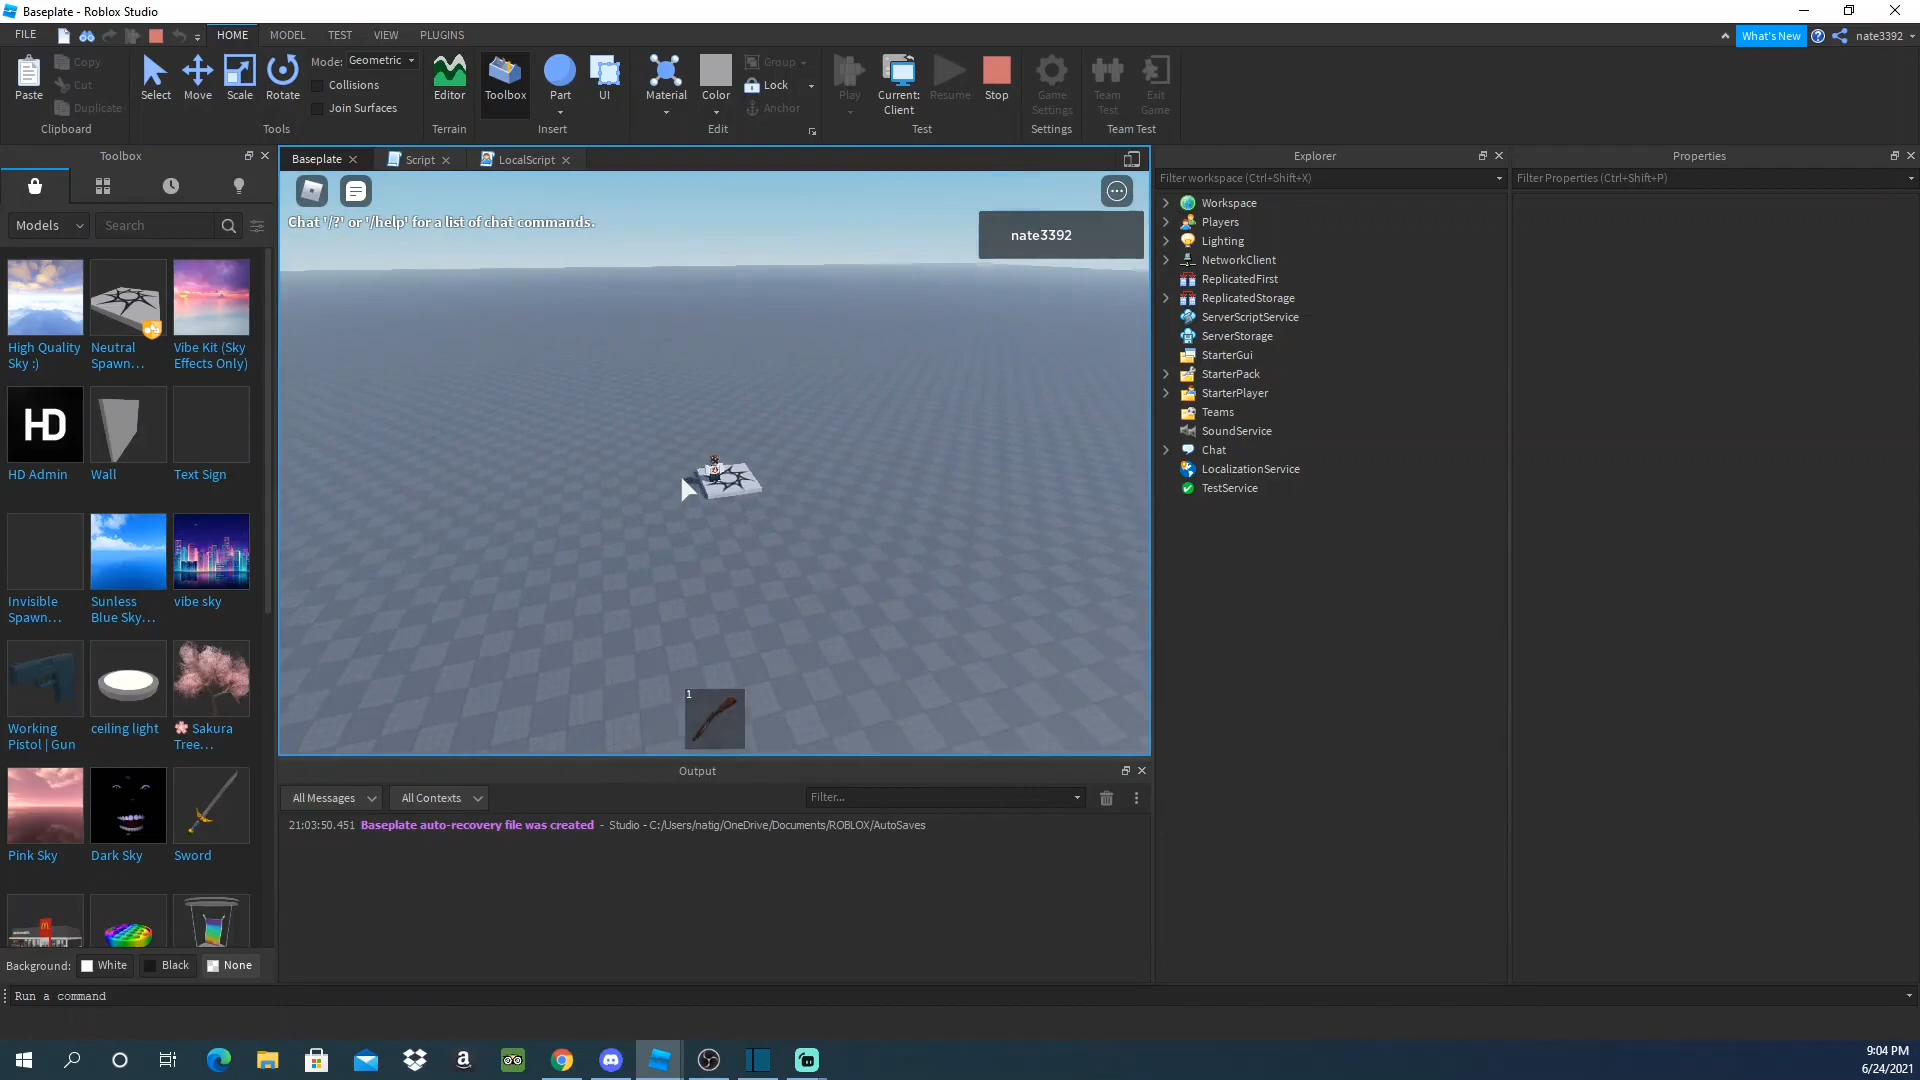 Baseplate - Roblox Studio
FILE
HOME
MODEL
TEST
VIEW
PLUGINS
What's New
nate3392
Paste
Copy
Cut
Duplicate
Clipboard
Select
Move
Scale
Rotate
Mode:
Geometric
Collisions
Join Surfaces
Tools
Editor
Terrain
Toolbox
Part
UI
Insert
Material
Color
Group
Lock
Anchor
Edit
Play
Current:
Client
Resume
Stop
Test
Game
Settings
Settings
Team
Test
Exit
Game
Team Test
Toolbox
Models
Search
High Quality
Sky :)
Neutral
Spawn...
Vibe Kit (Sky
Effects Only)
HD
HD Admin
Wall
Text Sign
Invisible
Spawn...
Sunless
Blue Sky...
vibe sky
Working
Pistol | Gun
ceiling light
🌸 Sakura
Tree...
Pink Sky
Dark Sky
Sword
Background:
White
Black
None
Baseplate
Script
LocalScript
Chat '/?' or '/help' for a list of chat commands.
nate3392
1
Output
All Messages
All Contexts
Filter...
21:03:50.451 Baseplate auto-recovery file was created - Studio - C:/Users/natig/OneDrive/Documents/ROBLOX/AutoSaves
Explorer
Filter workspace (Ctrl+Shift+X)
Workspace
Players
Lighting
NetworkClient
ReplicatedFirst
ReplicatedStorage
ServerScriptService
ServerStorage
StarterGui
StarterPack
StarterPlayer
Teams
SoundService
Chat
LocalizationService
TestService
Properties
Filter Properties (Ctrl+Shift+P)
Run a command
9:04 PM
6/24/2021